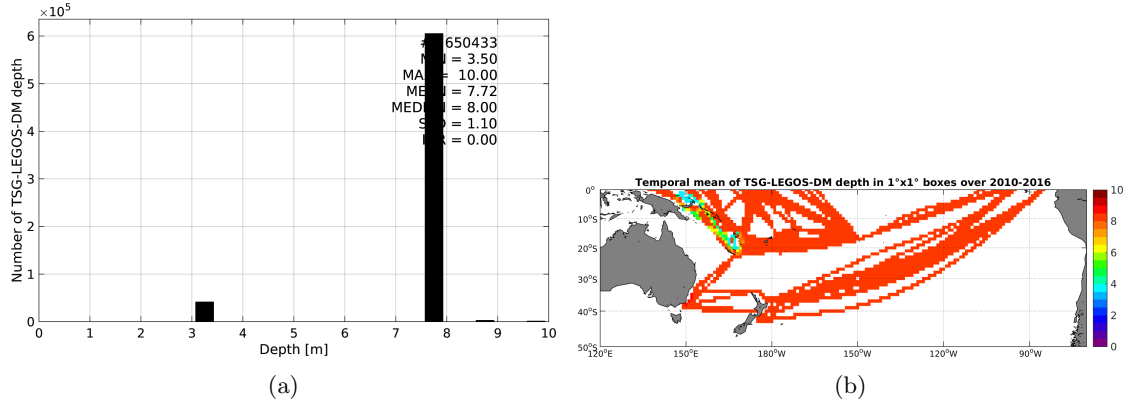 ×10⁵
6
5
4
3
2
1
0
Number of TSG-LEGOS-DM depth
650433
= 3.50
= 10.00
= 7.72
= 8.00
= 1.10
= 0.00
0 1 2 3 4 5 6 7 8 9 10
Depth [m]
(a)
Temporal mean of TSG-LEGOS-DM depth in 1°x1° boxes over 2010-2016
0°
10°S
20°S
30°S
40°S
50°S
120°E 150°E 180°W 150°W 120°W 90°W
10
8
6
4
2
0
(b)